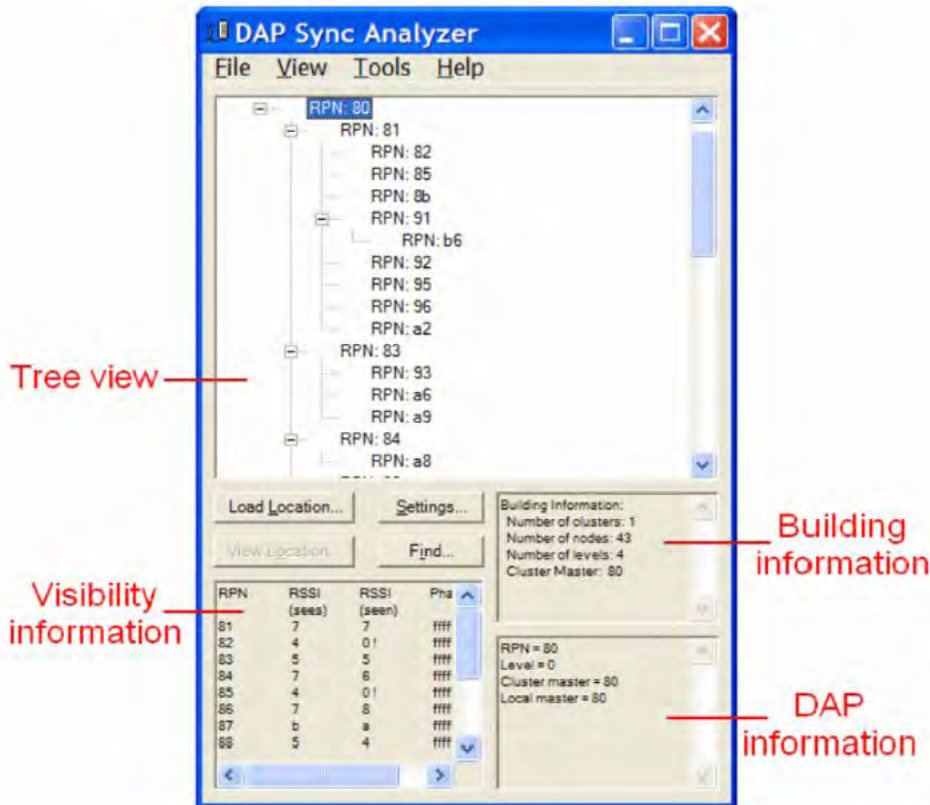 DAP Sync Analyzer
File View Tools Help
RPN: 80
RPN: 81
RPN: 82
RPN: 85
RPN: 8b
RPN: 91
RPN: b6
RPN: 92
RPN: 95
RPN: 96
RPN: a2
RPN: 83
RPN: 93
RPN: a6
RPN: a9
RPN: 84
RPN: a8
Tree view
Load Location...
Settings...
View Location
Find...
Building Information:
Number of clusters: 1
Number of nodes: 43
Number of levels: 4
Cluster Master: 80
Building
information
Visibility
information
RPN RSSI RSSI Pha
(sees) (seen)
81 7 7 ffff
82 4 0! ffff
83 5 5 ffff
84 7 6 ffff
85 4 0! ffff
86 7 8 ffff
87 b a ffff
88 5 4 ffff
RPN = 80
Level = 0
Cluster master = 80
Local master = 80
DAP
information